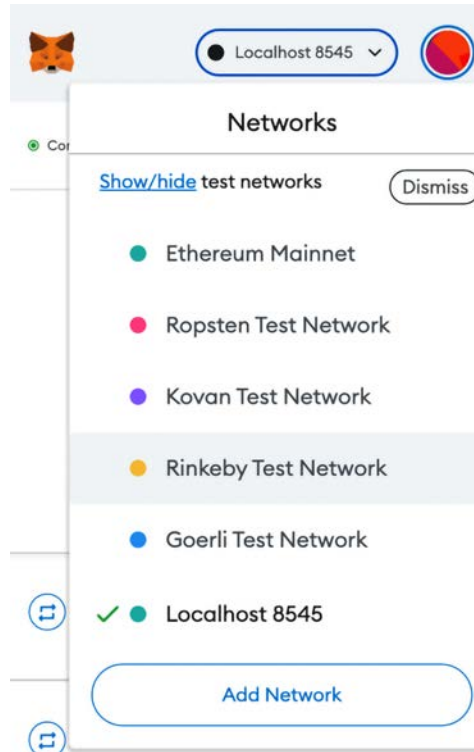 Localhost 8545
Networks
Show/hide test networks
Dismiss
Ethereum Mainnet
Ropsten Test Network
Kovan Test Network
Rinkeby Test Network
Goerli Test Network
Localhost 8545
Add Network